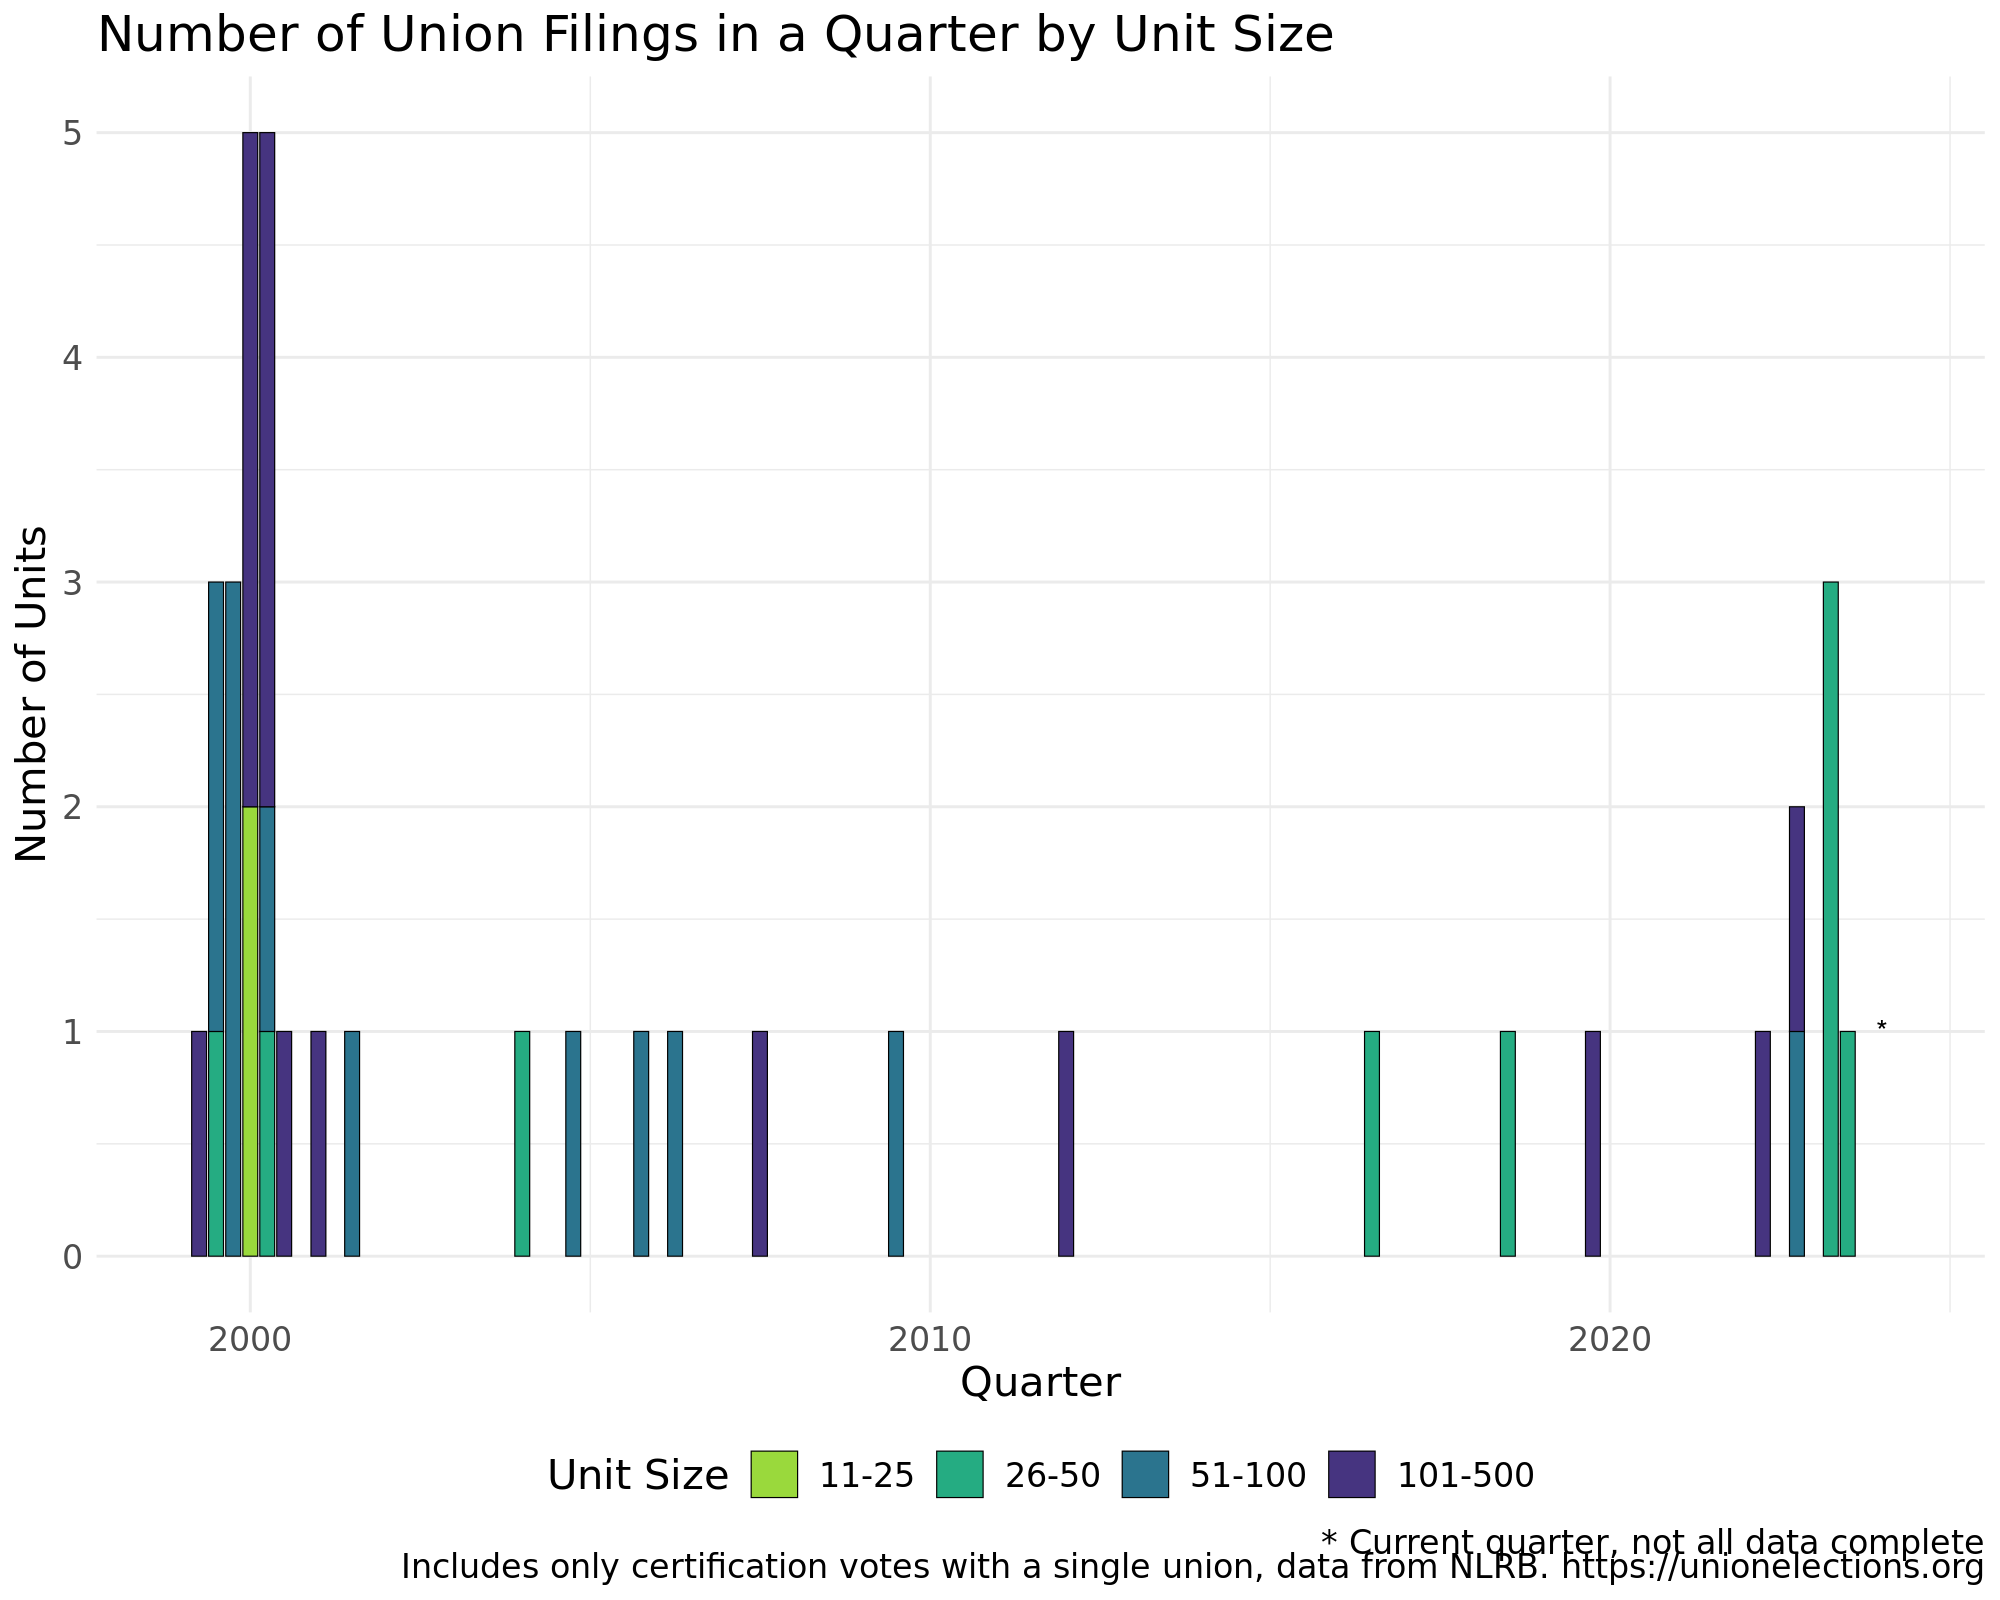 Number of Union Filings in a Quarter by Unit Size
Number of Units
5
4
3
2
1
0
*
2000 2010 2020
Quarter
Unit Size 11-25 26-50 51-100 101-500
* Current quarter, not all data complete
Includes only certification votes with a single union, data from NLRB. https://unionelections.org